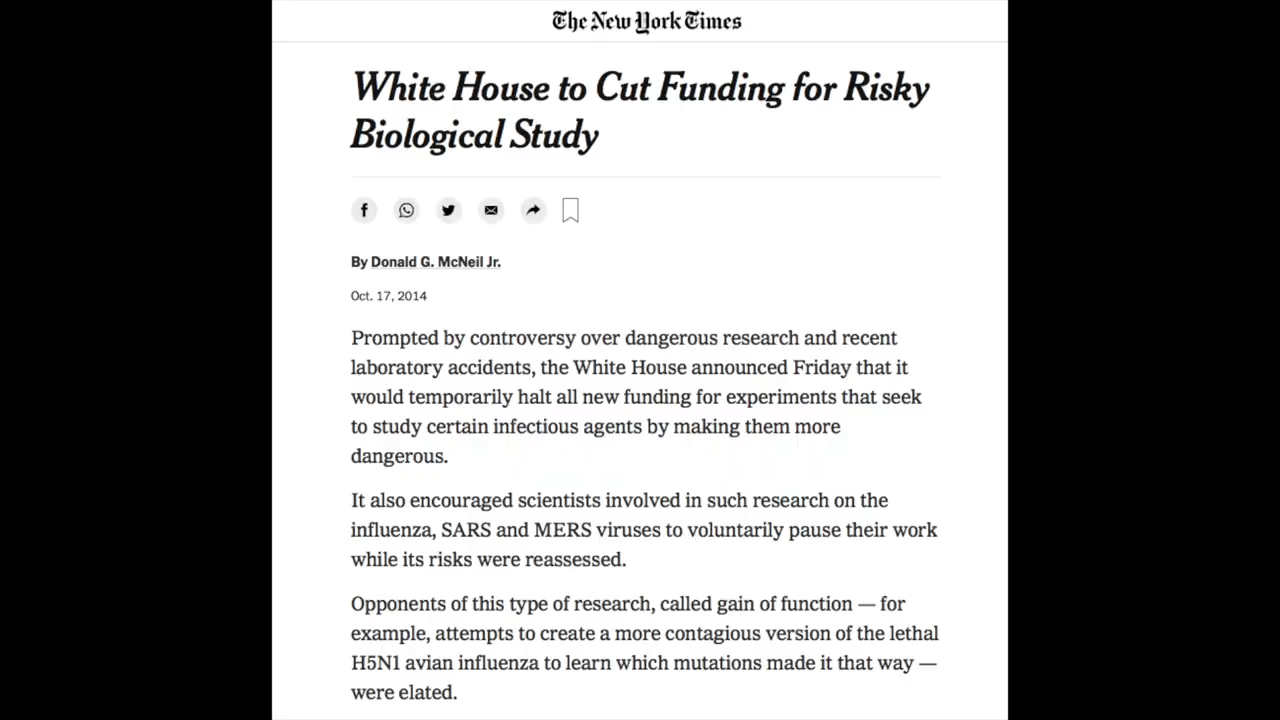 The New York Times
White House to Cut Funding for Risky
Biological Study
By Donald G. McNeil Jr.
Oct. 17, 2014
Prompted by controversy over dangerous research and recent
laboratory accidents, the White House announced Friday that it
would temporarily halt all new funding for experiments that seek
to study certain infectious agents by making them more
dangerous.
It also encouraged scientists involved in such research on the
influenza, SARS and MERS viruses to voluntarily pause their work
while its risks were reassessed.
Opponents of this type of research, called gain of function — for
example, attempts to create a more contagious version of the lethal
H5N1 avian influenza to learn which mutations made it that way —
were elated.